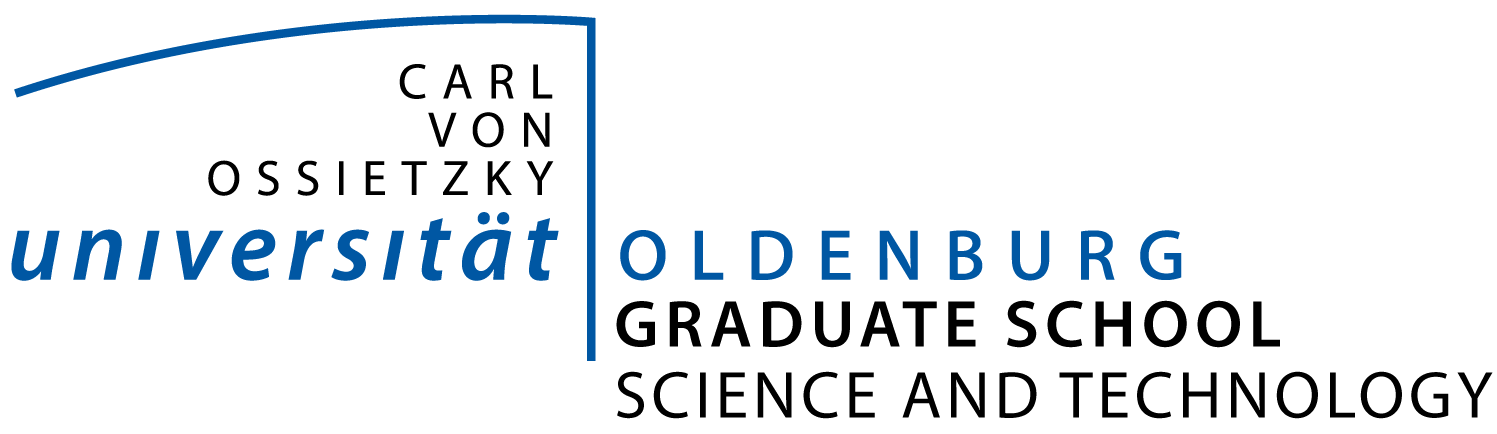 CARL
VON
OSSIETZKY
universität
OLDENBURG
GRADUATE SCHOOL
SCIENCE AND TECHNOLOGY